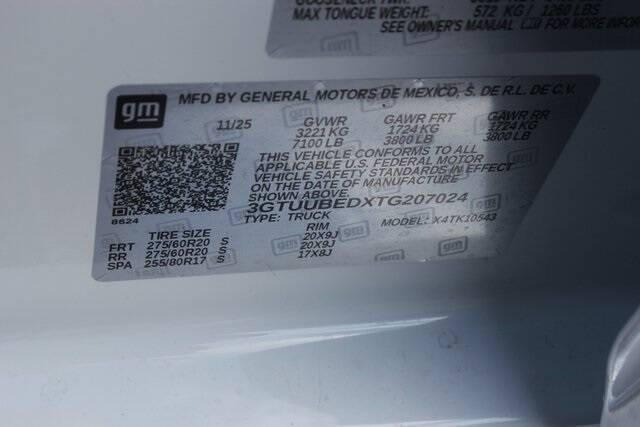 MAX TONGUE WEIGHT: 572 KG / 1260 LBS
SEE OWNER'S MANUAL FOR MORE INFOR
gm MFD BY GENERAL MOTORS DE MEXICO, S. DE R.L. DE C.V.
11/25 GVWR GAWR FRT GAWR RR
3221 KG 1724 KG 1724 KG
7100 LB 3800 LB 3800 LB
THIS VEHICLE CONFORMS TO ALL
APPLICABLE U.S. FEDERAL MOTOR
VEHICLE SAFETY STANDARDS IN EFFECT
ON THE DATE OF MANUFACTURE
SHOWN ABOVE.
3GTUUBEDXTG207024
8624 TYPE: TRUCK MODEL: X4TK10543
TIRE SIZE RIM
FRT 275/60R20 S 20X9J
RR 275/60R20 S 20X9J
SPA 255/80R17 S 17X8J